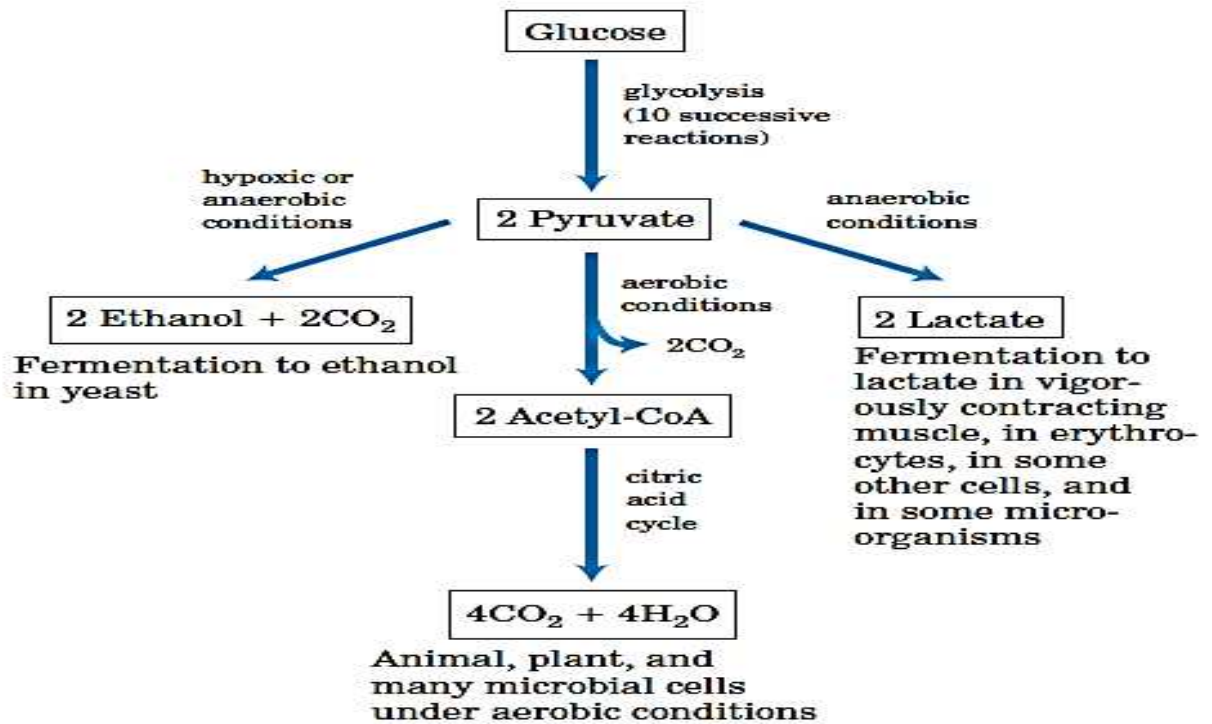 Glucose
glycolysis
(10 successive
reactions)
hypoxic or
anaerobic
conditions
2 Pyruvate
anaerobic
conditions
2 Ethanol + 2CO₂
Fermentation to ethanol
in yeast
aerobic
conditions
2CO₂
2 Lactate
Fermentation to
lactate in vigor-
ously contracting
muscle, in erythro-
cytes, in some
other cells, and
in some micro-
organisms
2 Acetyl-CoA
citric
acid
cycle
4CO₂ + 4H₂O
Animal, plant, and
many microbial cells
under aerobic conditions